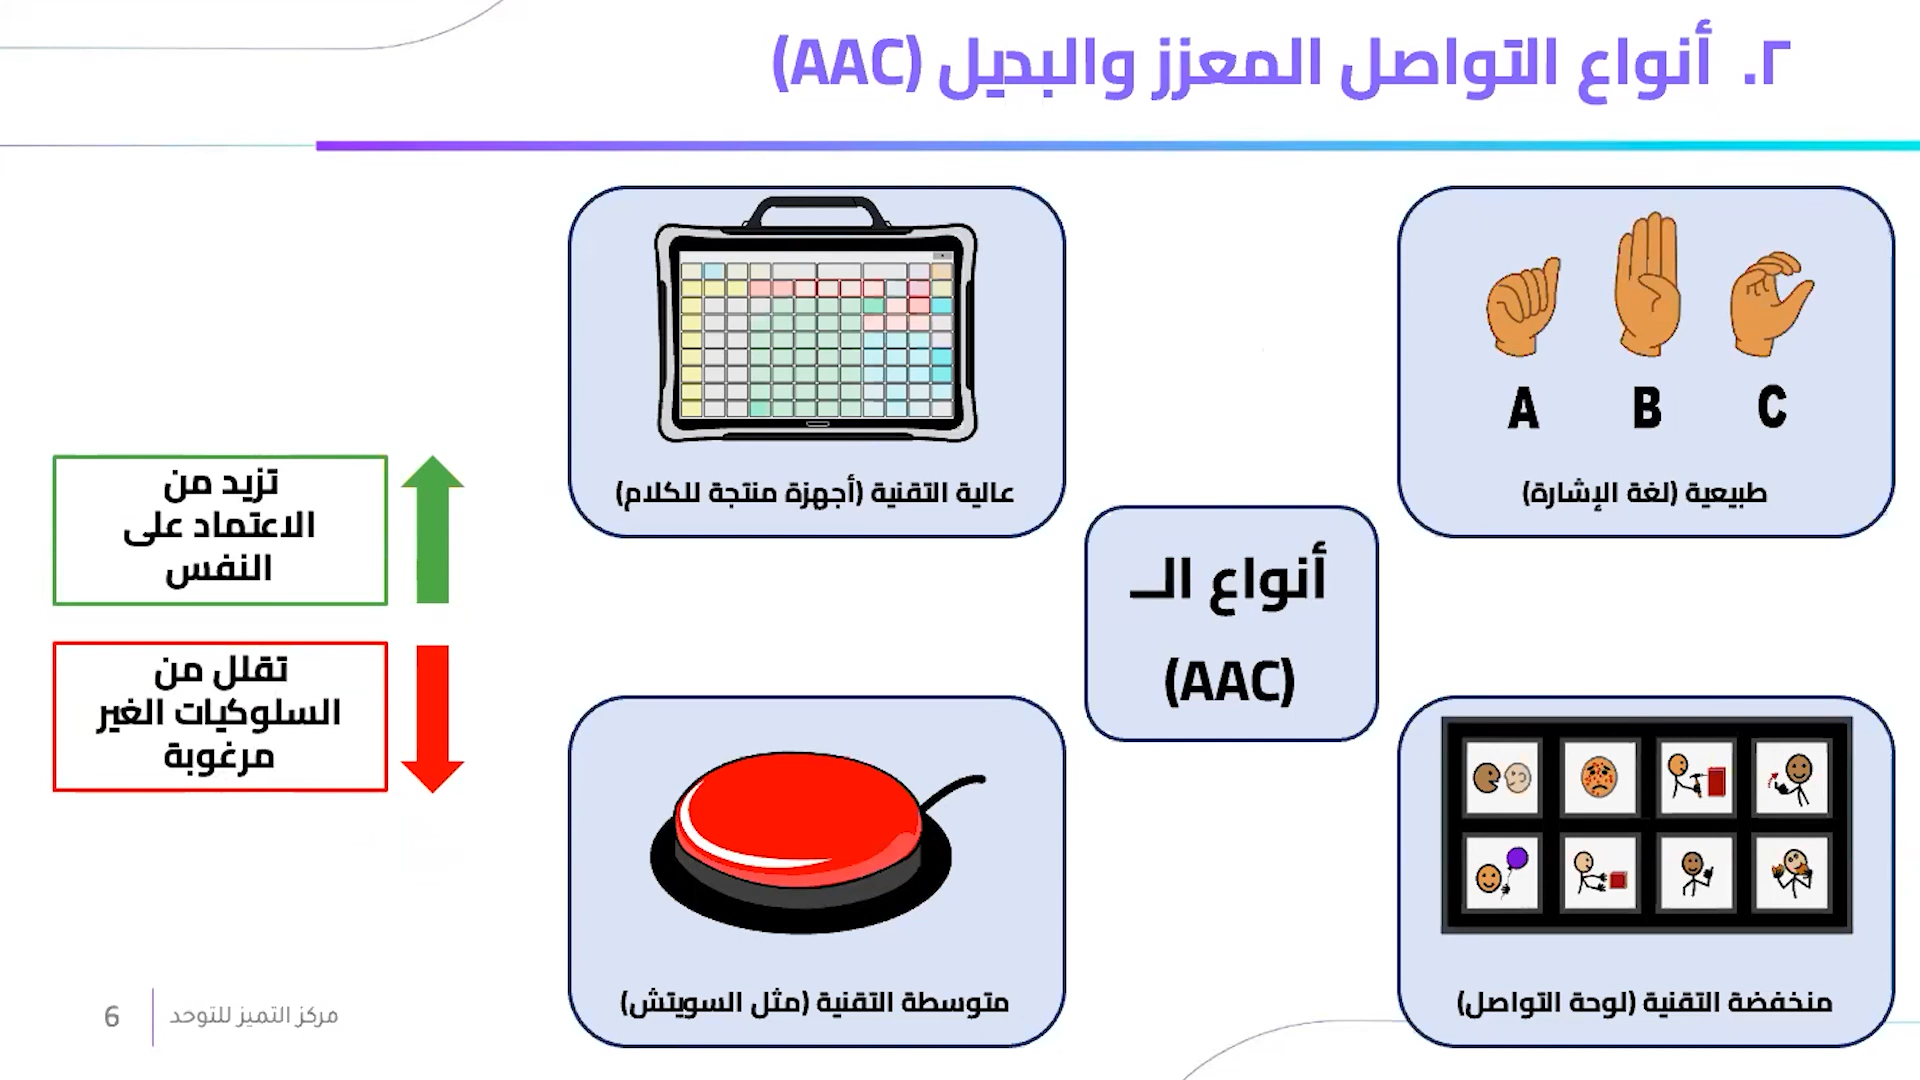 ٢. أنواع التواصل المعزز والبديل (AAC)
A B C
طبيعية (لغة الإشارة)
عالية التقنية (أجهزة منتجة للكلام)
أنواع الـ
(AAC)
منخفضة التقنية (لوحة التواصل)
متوسطة التقنية (مثل السويتش)
تزيد من
الاعتماد على
النفس
تقلل من
السلوكيات الغير
مرغوبة
مركز التميز للتوحد
6